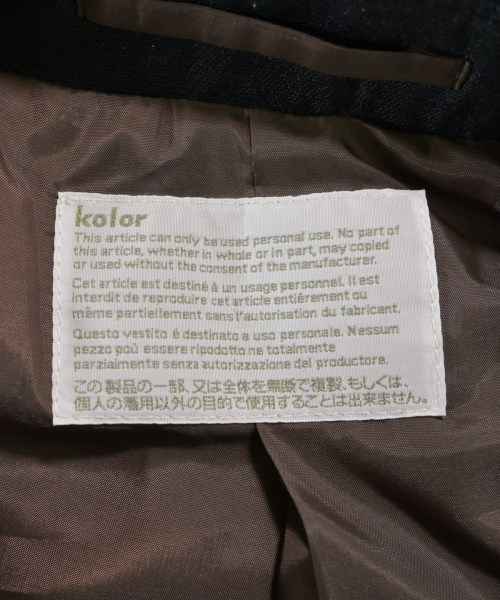 kolor
This article can only be used personal use. No part of
this article, whether in whole or in part, may copied
or used without the consent of the manufacturer.
Cet article est destiné à un usage personnel. Il est
interdit de reproduire cet article entiérement ou
même partiellement sans l'autorisation du fabricant.
Questo vestito é destinato a uso personale. Nessum
pezzo poú essere ripodotto ne totalmente
parzialmente senza autorizzazione del productore.
この製品の一部、又は全体を無断で複製、もしくは、
個人の着用以外の目的で使用することは出来ません。